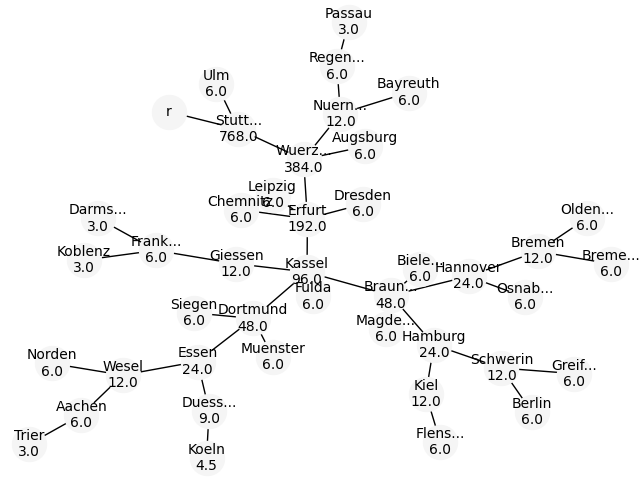 Passau
3.0
Regen...
6.0
Ulm
6.0
Bayreuth
6.0
Nuern...
12.0
r
Stutt...
768.0
Augsburg
6.0
Wuerz...
384.0
Leipzig
6.0
Chemnitz
6.0
Dresden
6.0
Erfurt
192.0
Darms...
3.0
Olden...
6.0
Koblenz
3.0
Frank...
6.0
Giessen
12.0
Kassel
96.0
Bremen
12.0
Breme...
6.0
Biele...
6.0
Hannover
24.0
Fulda
6.0
Braun...
48.0
Osnab...
6.0
Siegen
6.0
Dortmund
48.0
Magde...
6.0
Hamburg
24.0
Muenster
6.0
Norden
6.0
Wesel
12.0
Essen
24.0
Schwerin
12.0
Greif...
6.0
Aachen
6.0
Duess...
9.0
Kiel
12.0
Berlin
6.0
Trier
3.0
Koeln
4.5
Flens...
6.0